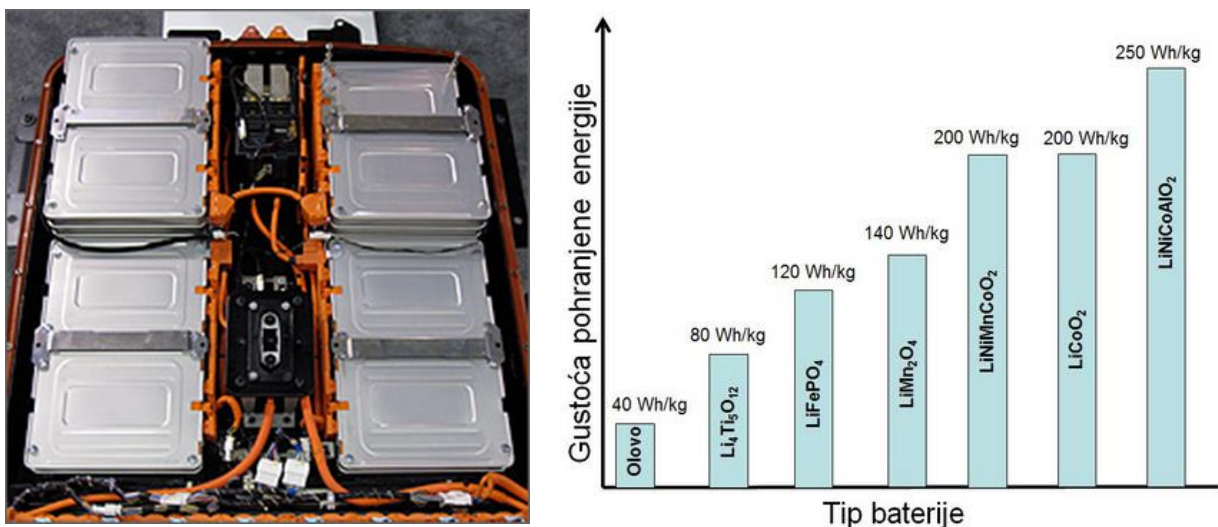 250 Wh/kg
200 Wh/kg
200 Wh/kg
140 Wh/kg
120 Wh/kg
80 Wh/kg
40 Wh/kg
Gustoća pohranjene energije
Olovo
Li₄Ti₅O₁₂
LiFePO₄
LiMn₂O₄
LiNiMnCoO₂
LiCoO₂
LiNiCoAlO₂
Tip baterije